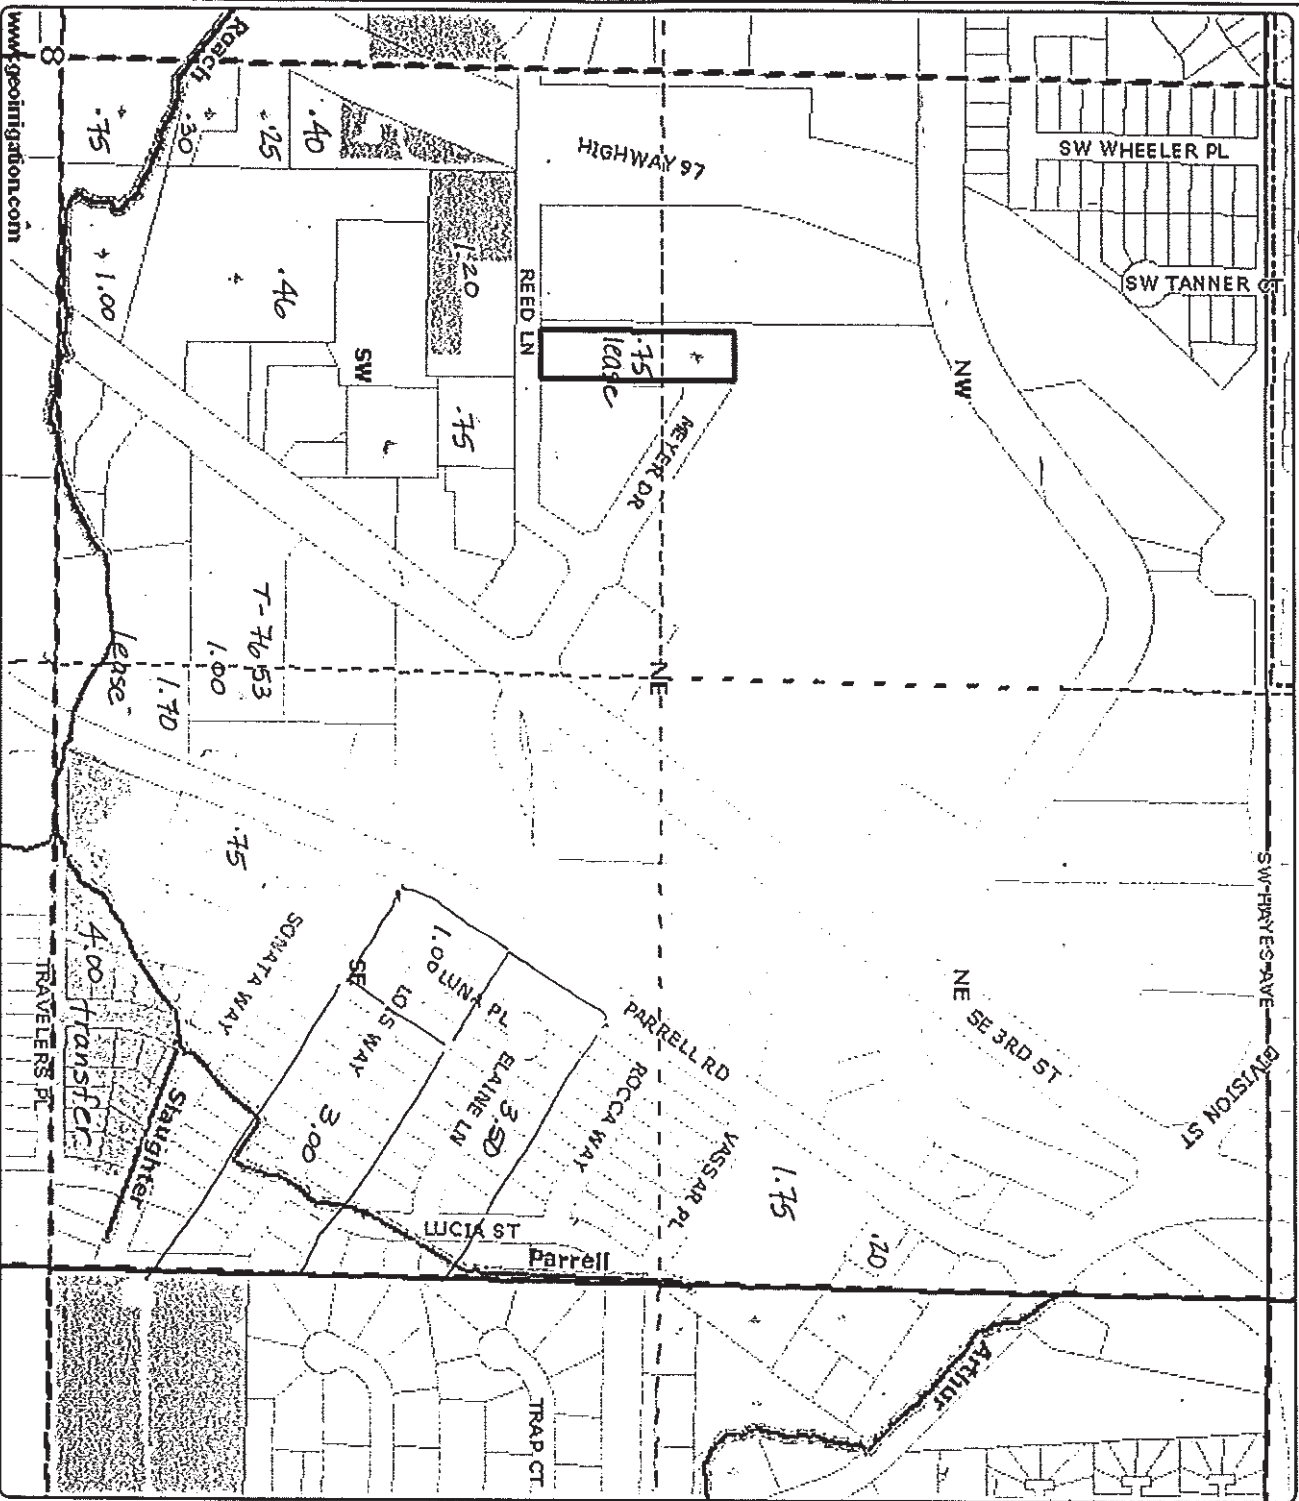 www.geoirrigation.com
8
Roach
.75
.30
.25
.40
HIGHWAY 97
SW WHEELER PL
SW TANNER CT
1.00
.46
1.20
REED LN
.75
lease
SW
.75
NW
MEYER DR
T-7653
1.00
1.70
lease
NE
.75
SONATA WAY
SE
1.00
LUNA PL
LOIS WAY
ELAINE LN
3.50
3.00
PARRELL RD
ROCCA WAY
VASSAR PL
NE
SE 3RD ST
SW HAYES AVE
DIVISION ST
4.00 transfer
TRAVELERS PL
Slaughter
LUCIA ST
Parrell
1.75
.20
Arthur
TRAP CT